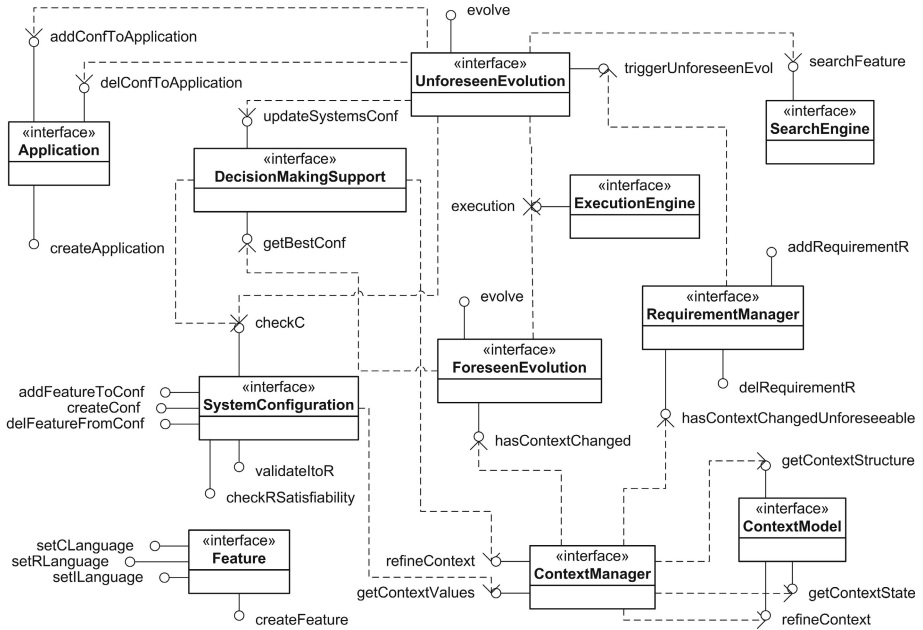 evolve
addConfToApplication
delConfToApplication
«interface»
UnforeseenEvolution
triggerUnforeseenEvol
searchFeature
«interface»
SearchEngine
«interface»
Application
updateSystemsConf
«interface»
DecisionMakingSupport
execution
«interface»
ExecutionEngine
createApplication
getBestConf
addRequirementR
«interface»
RequirementManager
evolve
checkC
«interface»
ForeseenEvolution
delRequirementR
addFeatureToConf
createConf
delFeatureFromConf
«interface»
SystemConfiguration
hasContextChanged
hasContextChangedUnforeseeable
validateItoR
checkRSatisfiability
getContextStructure
«interface»
ContextModel
setCLanguage
setRLanguage
setILanguage
«interface»
Feature
refineContext
getContextValues
«interface»
ContextManager
getContextState
createFeature
refineContext